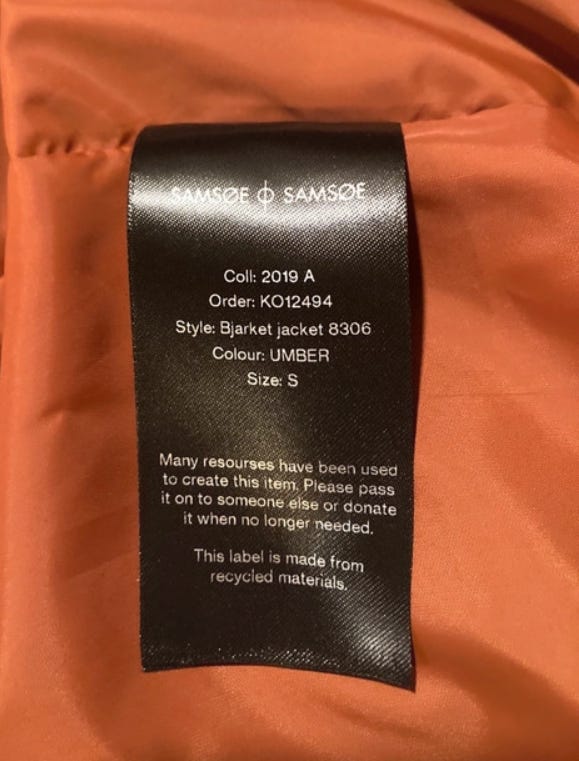 SAMSØE ϕ SAMSØE
Coll: 2019 A
Order: KO12494
Style: Bjarket jacket 8306
Colour: UMBER
Size: S
Many resourses have been used
to create this item. Please pass
it on to someone else or donate
it when no longer needed.
This label is made from
recycled materials.